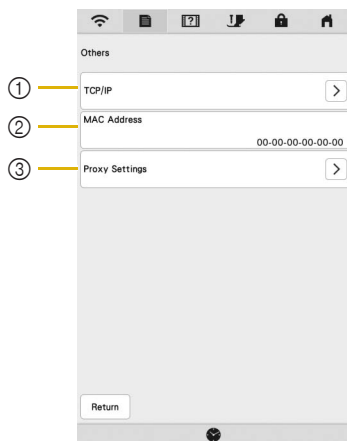 Others
① TCP/IP
② MAC Address
00-00-00-00-00-00
③ Proxy Settings
Return